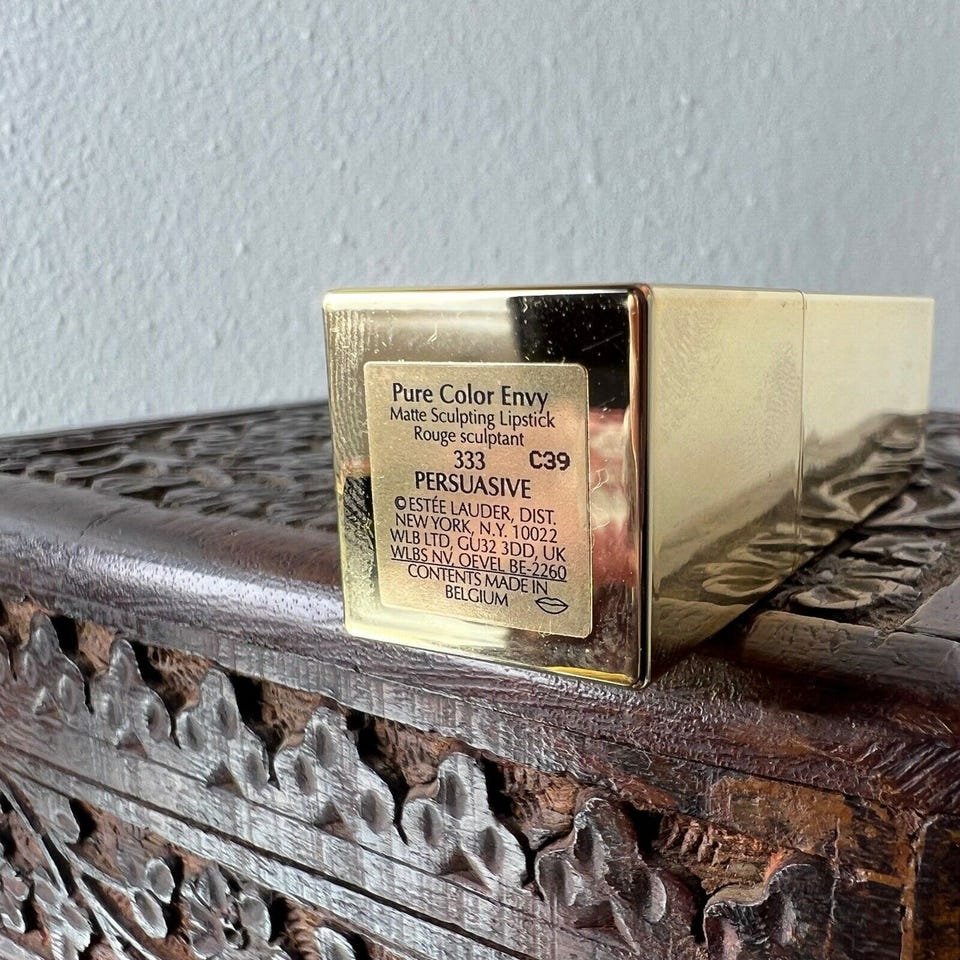 Pure Color Envy
Matte Sculpting Lipstick
Rouge sculptant
333 C39
PERSUASIVE
© ESTÉE LAUDER, DIST.
NEW YORK, N.Y. 10022
WLB LTD, GU32 3DD, UK
WLBS NV, OEVEL BE-2260
CONTENTS MADE IN
BELGIUM